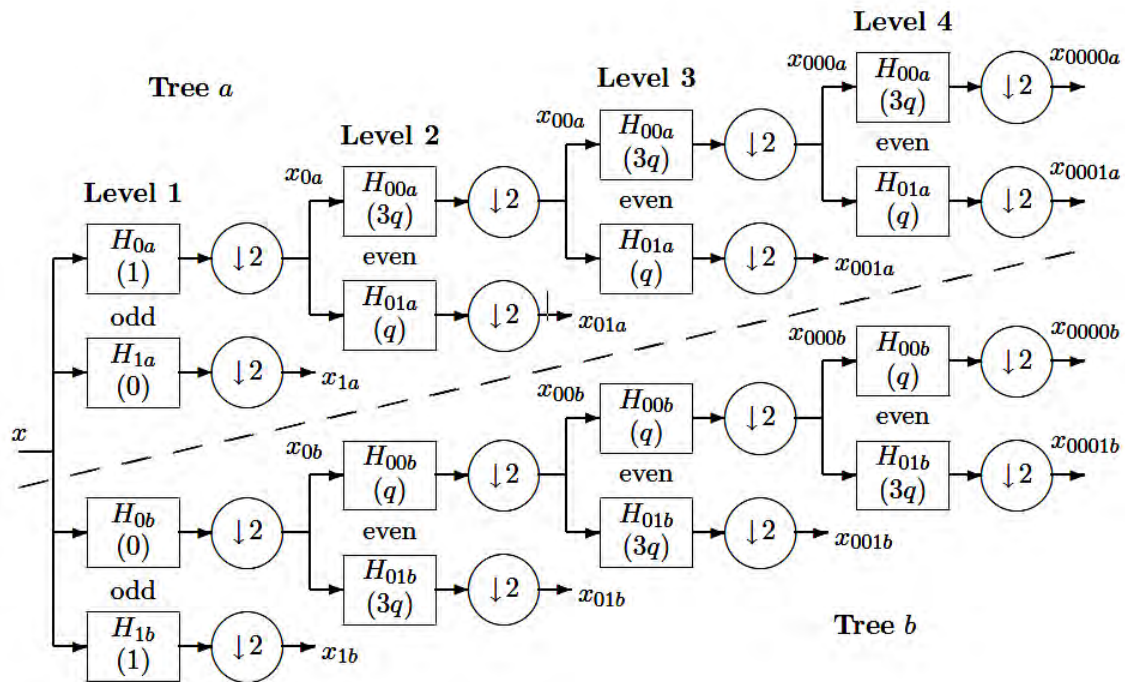 Level 4
x0000a
x000a
H00a
(3q)
↓2
Level 3
Tree a
even
x00a
H00a
(3q)
↓2
Level 2
x0001a
H01a
(q)
↓2
x0a
H00a
(3q)
↓2
even
Level 1
H0a
(1)
↓2
even
H01a
(q)
↓2
x001a
odd
H01a
(q)
↓2
x01a
H1a
(0)
↓2
x1a
x000b
H00b
(q)
↓2
x0000b
x
x00b
H00b
(q)
↓2
even
x0b
H00b
(q)
↓2
even
H01b
(3q)
↓2
x0001b
H0b
(0)
↓2
even
H01b
(3q)
↓2
x001b
odd
H01b
(3q)
↓2
x01b
H1b
(1)
↓2
x1b
Tree b